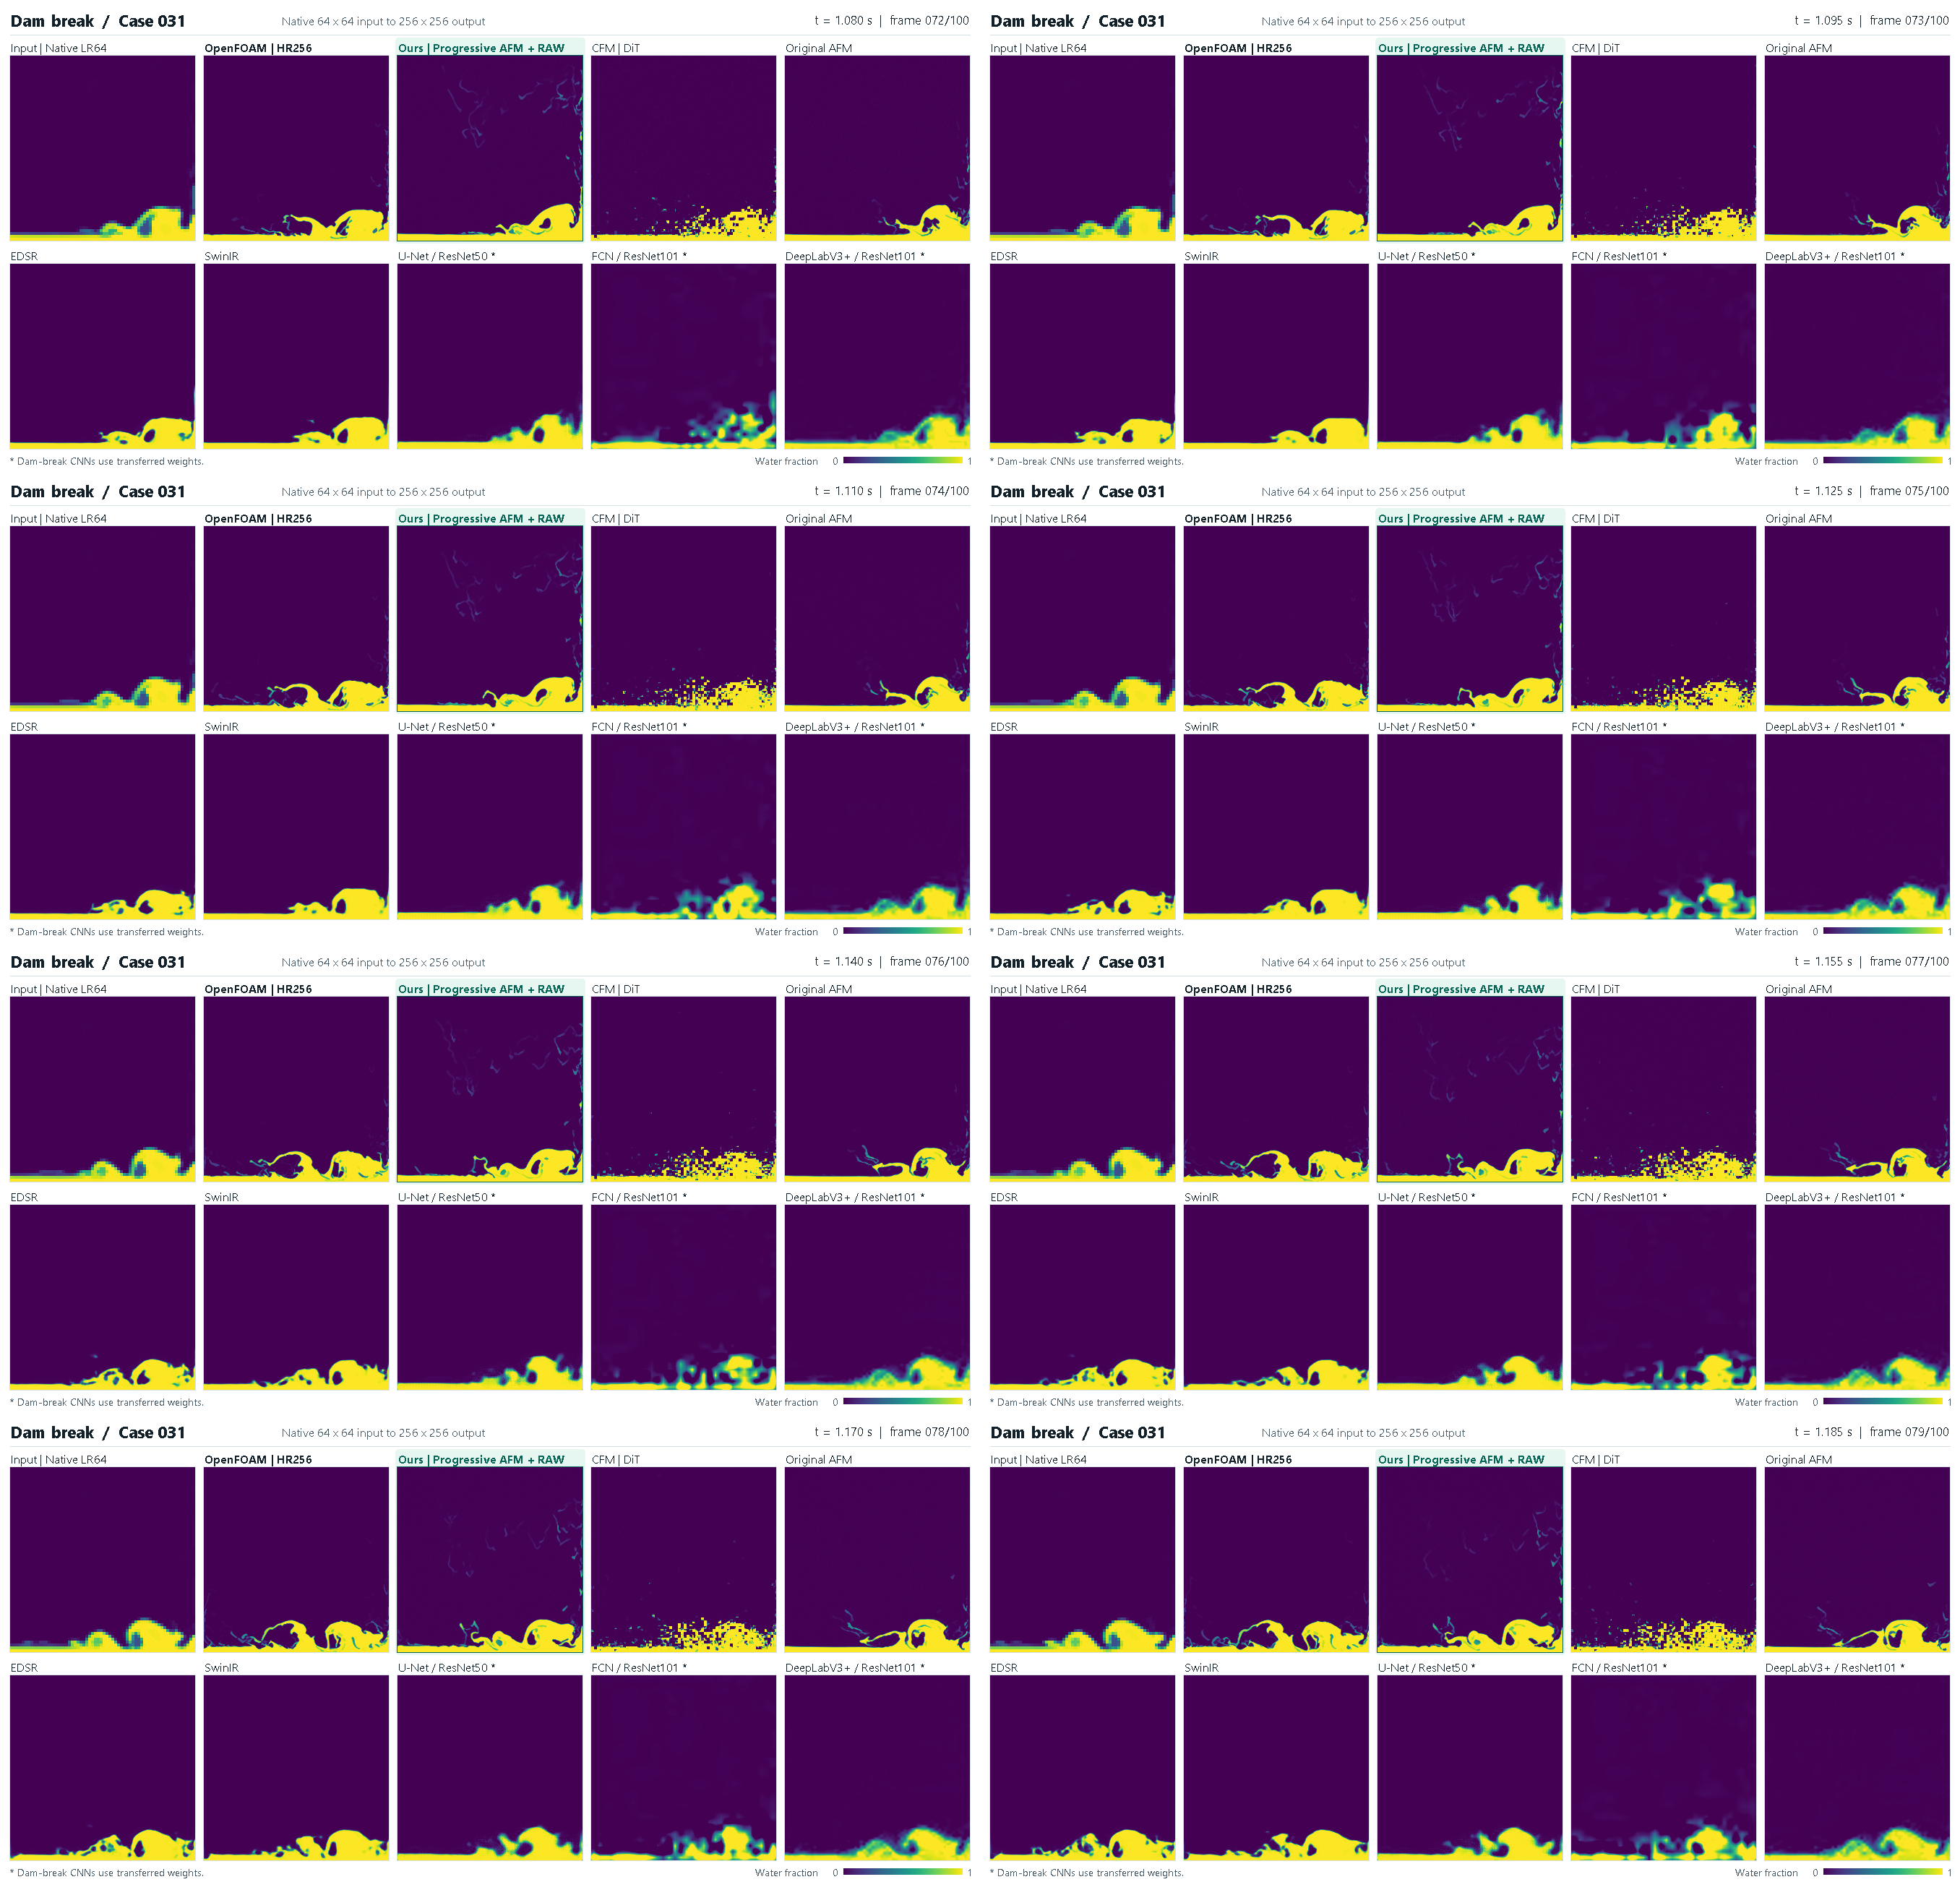 Dam break / Case 031 Native 64 x 64 input to 256 x 256 output t = 1.080 s | frame 072/100
Input | Native LR64 OpenFOAM | HR256 Ours | Progressive AFM + RAW CFM | DiT Original AFM
EDSR SwinIR U-Net / ResNet50 * FCN / ResNet101 * DeepLabV3+ / ResNet101 *
* Dam-break CNNs use transferred weights. Water fraction 0 1
Dam break / Case 031 Native 64 x 64 input to 256 x 256 output t = 1.095 s | frame 073/100
Input | Native LR64 OpenFOAM | HR256 Ours | Progressive AFM + RAW CFM | DiT Original AFM
EDSR SwinIR U-Net / ResNet50 * FCN / ResNet101 * DeepLabV3+ / ResNet101 *
* Dam-break CNNs use transferred weights. Water fraction 0 1
Dam break / Case 031 Native 64 x 64 input to 256 x 256 output t = 1.110 s | frame 074/100
Input | Native LR64 OpenFOAM | HR256 Ours | Progressive AFM + RAW CFM | DiT Original AFM
EDSR SwinIR U-Net / ResNet50 * FCN / ResNet101 * DeepLabV3+ / ResNet101 *
* Dam-break CNNs use transferred weights. Water fraction 0 1
Dam break / Case 031 Native 64 x 64 input to 256 x 256 output t = 1.125 s | frame 075/100
Input | Native LR64 OpenFOAM | HR256 Ours | Progressive AFM + RAW CFM | DiT Original AFM
EDSR SwinIR U-Net / ResNet50 * FCN / ResNet101 * DeepLabV3+ / ResNet101 *
* Dam-break CNNs use transferred weights. Water fraction 0 1
Dam break / Case 031 Native 64 x 64 input to 256 x 256 output t = 1.140 s | frame 076/100
Input | Native LR64 OpenFOAM | HR256 Ours | Progressive AFM + RAW CFM | DiT Original AFM
EDSR SwinIR U-Net / ResNet50 * FCN / ResNet101 * DeepLabV3+ / ResNet101 *
* Dam-break CNNs use transferred weights. Water fraction 0 1
Dam break / Case 031 Native 64 x 64 input to 256 x 256 output t = 1.155 s | frame 077/100
Input | Native LR64 OpenFOAM | HR256 Ours | Progressive AFM + RAW CFM | DiT Original AFM
EDSR SwinIR U-Net / ResNet50 * FCN / ResNet101 * DeepLabV3+ / ResNet101 *
* Dam-break CNNs use transferred weights. Water fraction 0 1
Dam break / Case 031 Native 64 x 64 input to 256 x 256 output t = 1.170 s | frame 078/100
Input | Native LR64 OpenFOAM | HR256 Ours | Progressive AFM + RAW CFM | DiT Original AFM
EDSR SwinIR U-Net / ResNet50 * FCN / ResNet101 * DeepLabV3+ / ResNet101 *
* Dam-break CNNs use transferred weights. Water fraction 0 1
Dam break / Case 031 Native 64 x 64 input to 256 x 256 output t = 1.185 s | frame 079/100
Input | Native LR64 OpenFOAM | HR256 Ours | Progressive AFM + RAW CFM | DiT Original AFM
EDSR SwinIR U-Net / ResNet50 * FCN / ResNet101 * DeepLabV3+ / ResNet101 *
* Dam-break CNNs use transferred weights. Water fraction 0 1